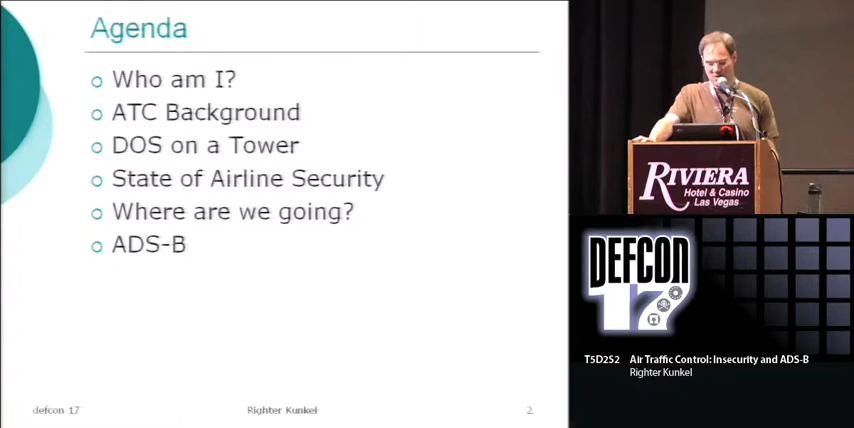 Agenda
Who am I?
ATC Background
DOS on a Tower
State of Airline Security
Where are we going?
ADS-B
defcon 17
Righter Kunkel
2
RIVIERA
Hotel & Casino
Las Vegas
DEFCON
17
T5D2S2 Air Traffic Control: Insecurity and ADS-B
Righter Kunkel